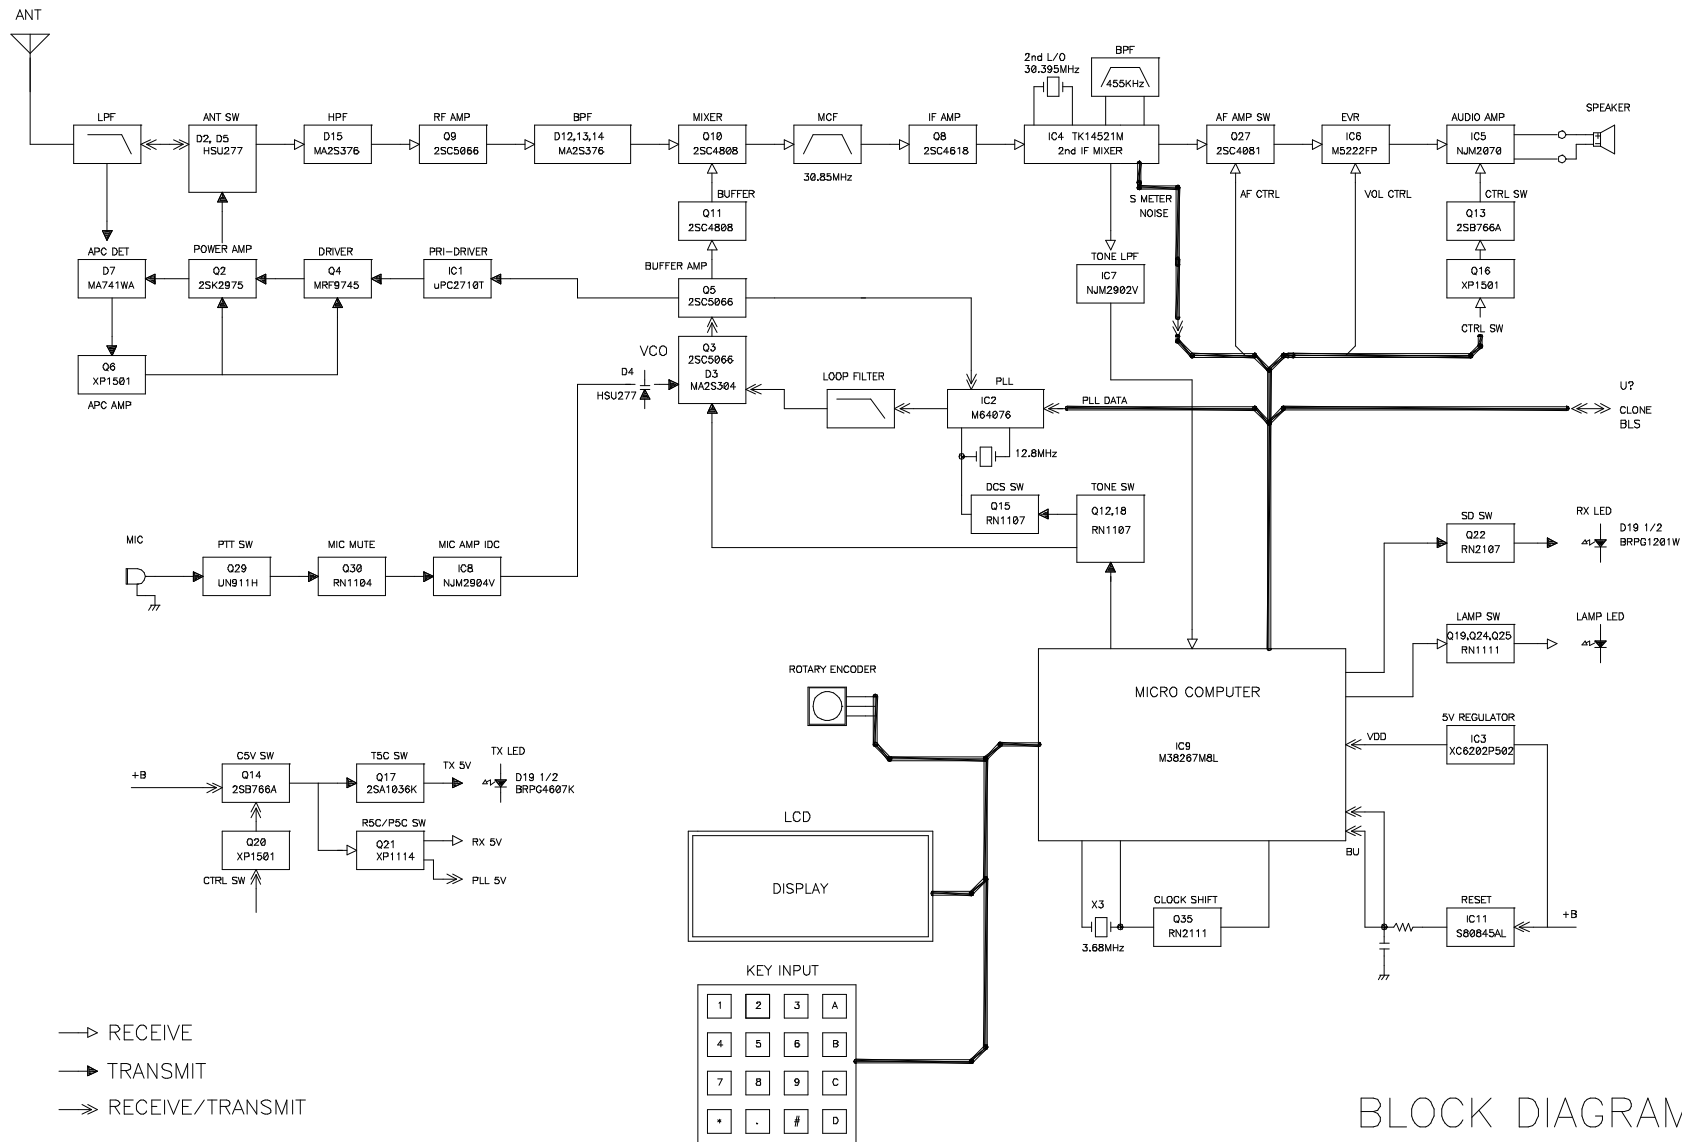 ANT
LPF
ANT SW
D2, D5
HSU277
HPF
D15
MA2S376
RF AMP
Q9
2SC5066
BPF
D12,13,14
MA2S376
MIXER
Q10
2SC4808
MCF
30.85MHz
IF AMP
Q8
2SC4618
2nd L/O
30.395MHz
BPF
455KHz
IC4 TK14521M
2nd IF MIXER
AF AMP SW
Q27
2SC4081
EVR
IC6
M5222FP
AUDIO AMP
IC5
NJM2070
SPEAKER
BUFFER
Q11
2SC4808
S METER
NOISE
AF CTRL
VOL CTRL
CTRL SW
Q13
2SB766A
APC DET
D7
MA741WA
POWER AMP
Q2
2SK2975
DRIVER
Q4
MRF9745
PRI-DRIVER
IC1
uPC2710T
BUFFER AMP
Q5
2SC5066
TONE LPF
IC7
NJM2902V
Q16
XP1501
CTRL SW
Q6
XP1501
APC AMP
VCO
Q3
2SC5066
D3
MA2S304
D4
HSU277
LOOP FILTER
PLL
IC2
M64076
PLL DATA
U?
CLONE
BLS
12.8MHz
DCS SW
Q15
RN1107
TONE SW
Q12,18
RN1107
MIC
PTT SW
Q29
UN911H
MIC MUTE
Q30
RN1104
MIC AMP IDC
IC8
NJM2904V
SD SW
Q22
RN2107
RX LED
D19 1/2
BRPG1201W
LAMP SW
Q19,Q24,Q25
RN1111
LAMP LED
ROTARY ENCODER
MICRO COMPUTER
IC9
M38267M8L
5V REGULATOR
IC3
XC6202P502
VDD
+B
C5V SW
Q14
2SB766A
T5C SW
Q17
2SA1036K
TX 5V
TX LED
D19 1/2
BRPG4607K
Q20
XP1501
CTRL SW
R5C/P5C SW
Q21
XP1114
RX 5V
PLL 5V
LCD
DISPLAY
BU
X3
3.68MHz
CLOCK SHIFT
Q35
RN2111
RESET
IC11
S80845AL
+B
KEY INPUT
1 2 3 A
4 5 6 B
7 8 9 C
* . # D
RECEIVE
TRANSMIT
RECEIVE/TRANSMIT
BLOCK DIAGRAM